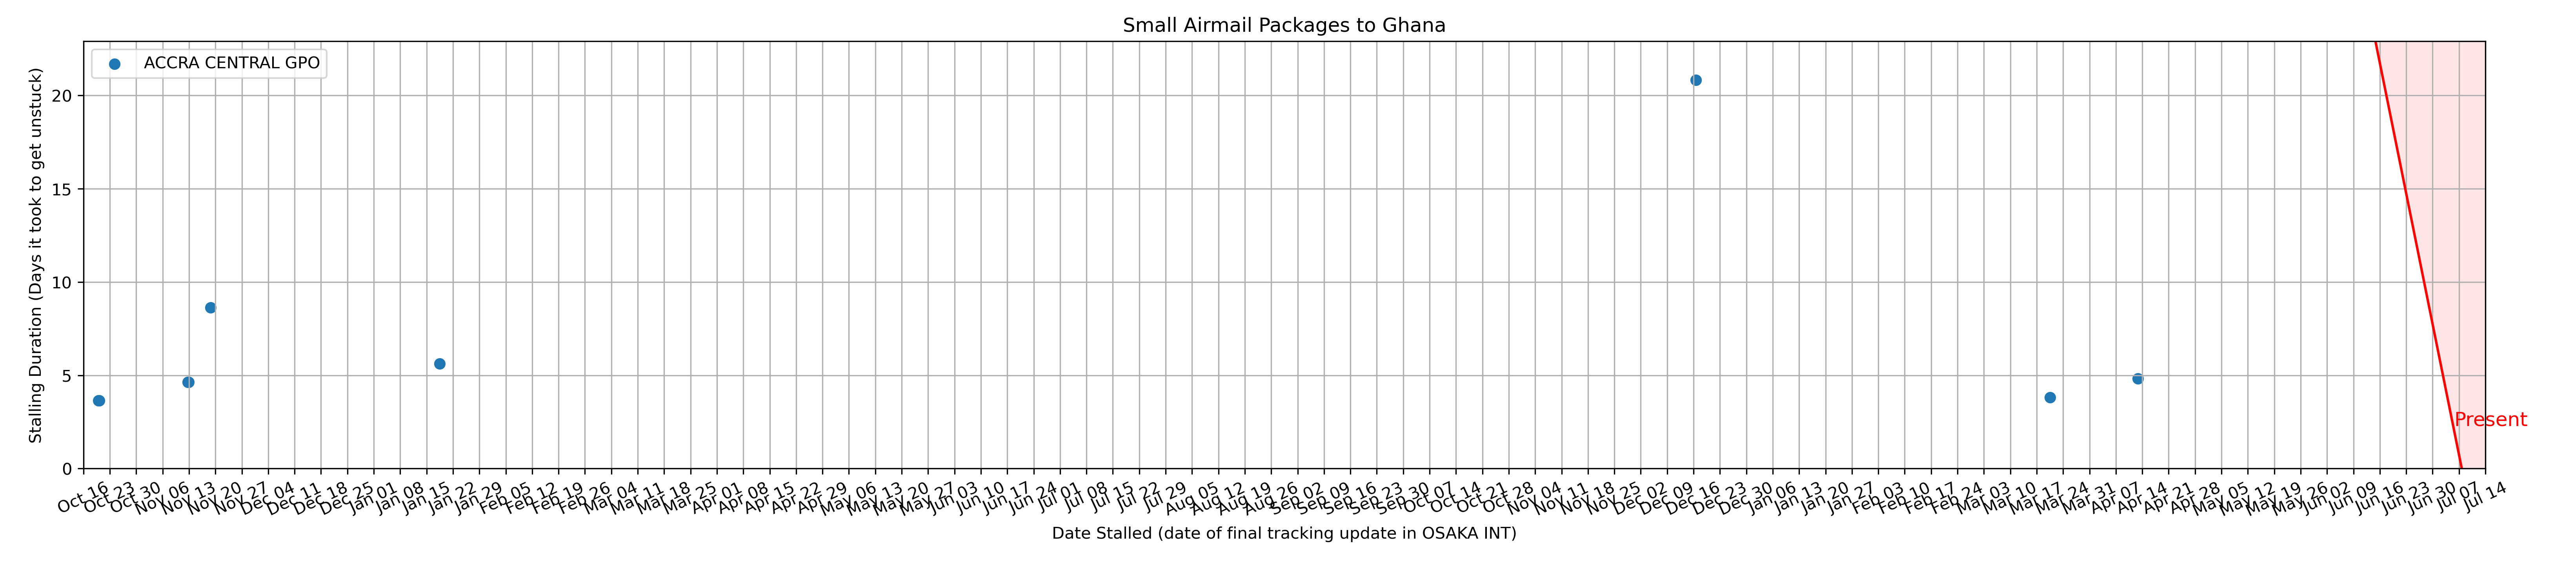 Small Airmail Packages to Ghana
ACCRA CENTRAL GPO
Stalling Duration (Days it took to get unstuck)
20
15
10
5
0
Present
Oct 16 Oct 23 Oct 30 Nov 06 Nov 13 Nov 20 Nov 27 Dec 04 Dec 11 Dec 18 Dec 25 Jan 01 Jan 08 Jan 15 Jan 22 Jan 29 Feb 05 Feb 12 Feb 19 Feb 26 Mar 04 Mar 11 Mar 18 Mar 25 Apr 01 Apr 08 Apr 15 Apr 22 Apr 29 May 06 May 13 May 20 May 27 Jun 03 Jun 10 Jun 17 Jun 24 Jul 01 Jul 08 Jul 15 Jul 22 Jul 29 Aug 05 Aug 12 Aug 19 Aug 26 Sep 02 Sep 09 Sep 16 Sep 23 Sep 30 Oct 07 Oct 14 Oct 21 Oct 28 Nov 04 Nov 11 Nov 18 Nov 25 Dec 02 Dec 09 Dec 16 Dec 23 Dec 30 Jan 06 Jan 13 Jan 20 Jan 27 Feb 03 Feb 10 Feb 17 Feb 24 Mar 03 Mar 10 Mar 17 Mar 24 Mar 31 Apr 07 Apr 14 Apr 21 Apr 28 May 05 May 12 May 19 May 26 Jun 02 Jun 09 Jun 16 Jun 23 Jun 30 Jul 07 Jul 14
Date Stalled (date of final tracking update in OSAKA INT)